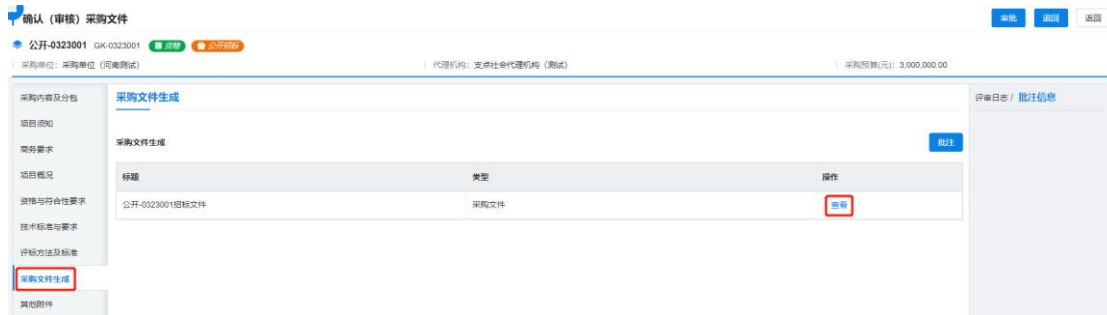 确认（审核）采购文件
审批 退回 返回
公开-0323001 GK-0323001 货物 公开招标
采购单位：采购单位（河南测试） 代理机构：支点社会代理机构（测试） 采购预算(元)：3,000,000.00
采购内容及分包
项目须知
商务要求
项目概况
资格与符合性要求
技术标准与要求
评标方法及标准
采购文件生成
其他附件
采购文件生成
采购文件生成 批注
标题 类型 操作
公开-0323001招标文件 采购文件 查看
评审日志 / 批注信息